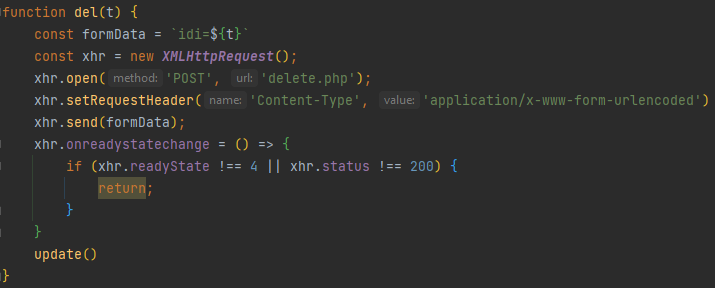 function del(t) {
    const formData = `idi=${t}`
    const xhr = new XMLHttpRequest();
    xhr.open( method: 'POST', url: 'delete.php');
    xhr.setRequestHeader( name: 'Content-Type', value: 'application/x-www-form-urlencoded')
    xhr.send(formData);
    xhr.onreadystatechange = () => {
        if (xhr.readyState !== 4 || xhr.status !== 200) {
            return;
        }
    }
    update()
}